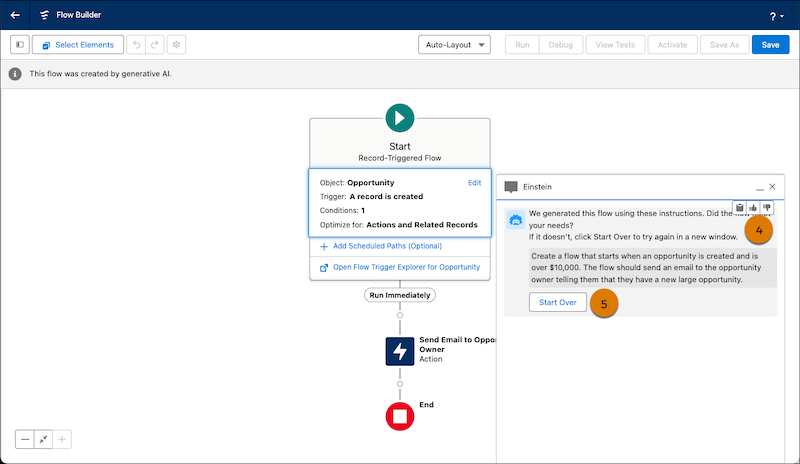 Flow Builder
?
Select Elements
Auto-Layout
Run
Debug
View Tests
Activate
Save As
Save
This flow was created by generative AI.
Start
Record-Triggered Flow
Object: Opportunity
Edit
Trigger: A record is created
Conditions: 1
Optimize for: Actions and Related Records
Add Scheduled Paths (Optional)
Open Flow Trigger Explorer for Opportunity
Run Immediately
Send Email to Oppo
Owner
Action
End
Einstein
We generated this flow using these instructions. Did the
your needs?
4
If it doesn't, click Start Over to try again in a new window.
Create a flow that starts when an opportunity is created and is
over $10,000. The flow should send an email to the opportunity
owner telling them that they have a new large opportunity.
Start Over
5